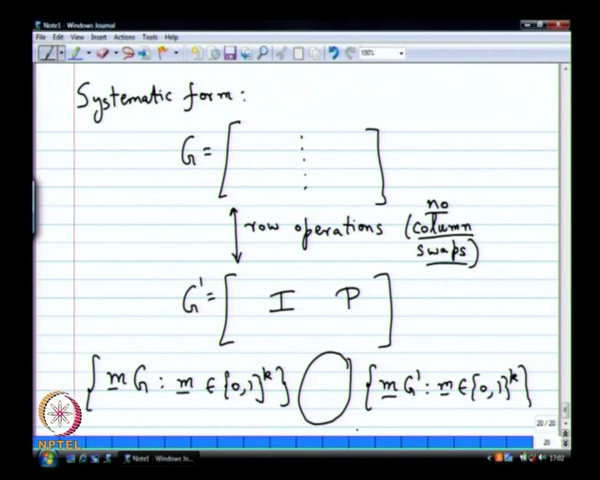 Note1 - Windows Journal
File Edit View Insert Actions Tools Help
100%
Systematic form:
G = [ ⋮ ]
row operations (no column swaps)
G' = [ I P ]
{ m G : m ∈ {0,1}^k } { m G' : m ∈ {0,1}^k }
20 / 20
20
NPTEL
Note1 - Windows Jo...
17:02